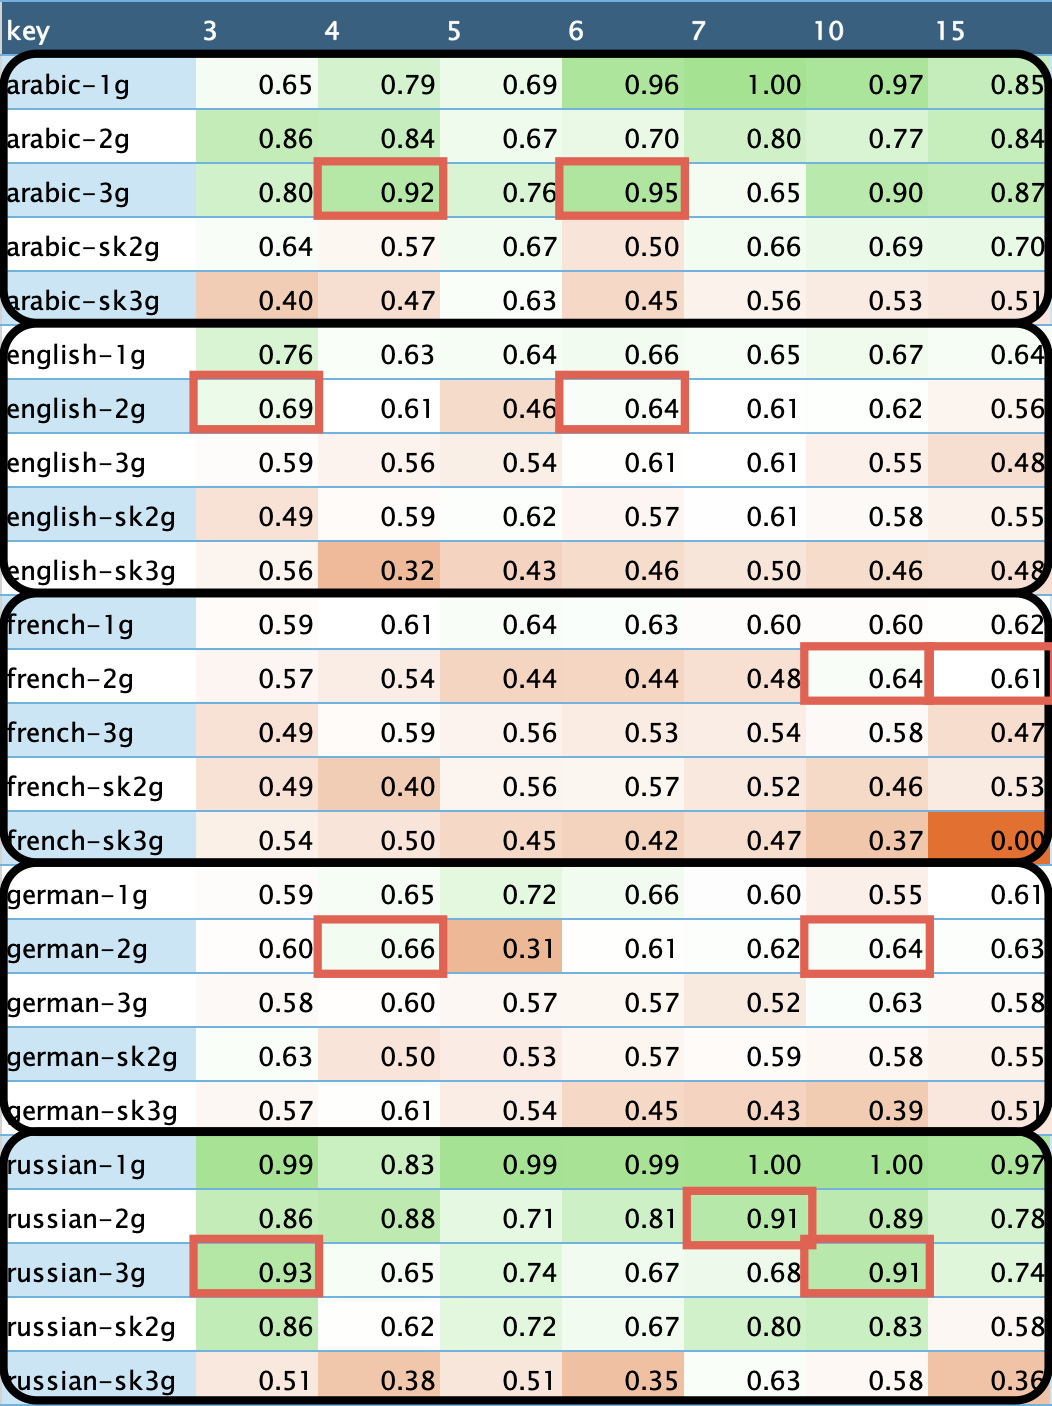 key 3 4 5 6 7 10 15
arabic-1g 0.65 0.79 0.69 0.96 1.00 0.97 0.85
arabic-2g 0.86 0.84 0.67 0.70 0.80 0.77 0.84
arabic-3g 0.80 0.92 0.76 0.95 0.65 0.90 0.87
arabic-sk2g 0.64 0.57 0.67 0.50 0.66 0.69 0.70
arabic-sk3g 0.40 0.47 0.63 0.45 0.56 0.53 0.51
english-1g 0.76 0.63 0.64 0.66 0.65 0.67 0.64
english-2g 0.69 0.61 0.46 0.64 0.61 0.62 0.56
english-3g 0.59 0.56 0.54 0.61 0.61 0.55 0.48
english-sk2g 0.49 0.59 0.62 0.57 0.61 0.58 0.55
english-sk3g 0.56 0.32 0.43 0.46 0.50 0.46 0.48
french-1g 0.59 0.61 0.64 0.63 0.60 0.60 0.62
french-2g 0.57 0.54 0.44 0.44 0.48 0.64 0.61
french-3g 0.49 0.59 0.56 0.53 0.54 0.58 0.47
french-sk2g 0.49 0.40 0.56 0.57 0.52 0.46 0.53
french-sk3g 0.54 0.50 0.45 0.42 0.47 0.37 0.00
german-1g 0.59 0.65 0.72 0.66 0.60 0.55 0.61
german-2g 0.60 0.66 0.31 0.61 0.62 0.64 0.63
german-3g 0.58 0.60 0.57 0.57 0.52 0.63 0.58
german-sk2g 0.63 0.50 0.53 0.57 0.59 0.58 0.55
german-sk3g 0.57 0.61 0.54 0.45 0.43 0.39 0.51
russian-1g 0.99 0.83 0.99 0.99 1.00 1.00 0.97
russian-2g 0.86 0.88 0.71 0.81 0.91 0.89 0.78
russian-3g 0.93 0.65 0.74 0.67 0.68 0.91 0.74
russian-sk2g 0.86 0.62 0.72 0.67 0.80 0.83 0.58
russian-sk3g 0.51 0.38 0.51 0.35 0.63 0.58 0.36